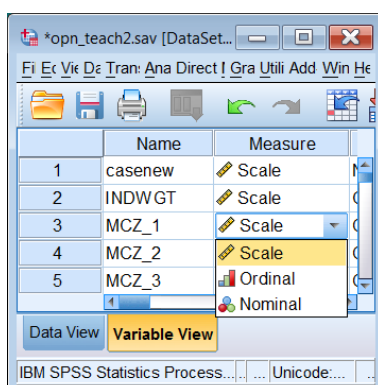 *opn_teach2.sav [DataSet...
Fi Ec Vie Da Tran: Ana Direct I Gra Utili Add Win He
Name Measure
1 casenew Scale
2 INDWGT Scale
3 MCZ_1 Scale
4 MCZ_2 Scale
5 MCZ_3 Ordinal
Nominal
Data View Variable View
IBM SPSS Statistics Process... ... Unicode:... ..